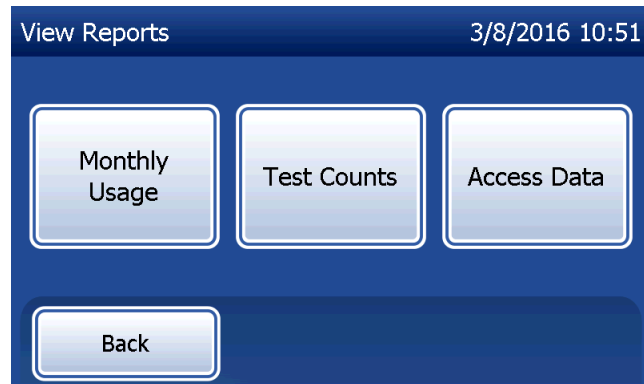 View Reports 3/8/2016 10:51
Monthly
Usage
Test Counts
Access Data
Back